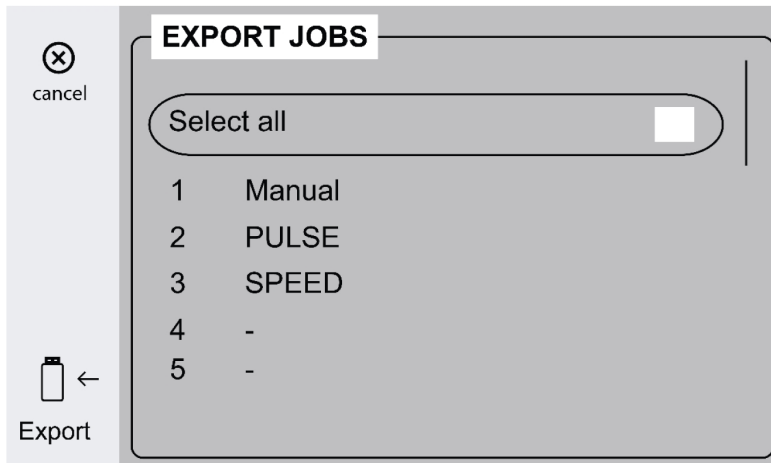 EXPORT JOBS
cancel
Select all
1 Manual
2 PULSE
3 SPEED
4 -
5 -
Export